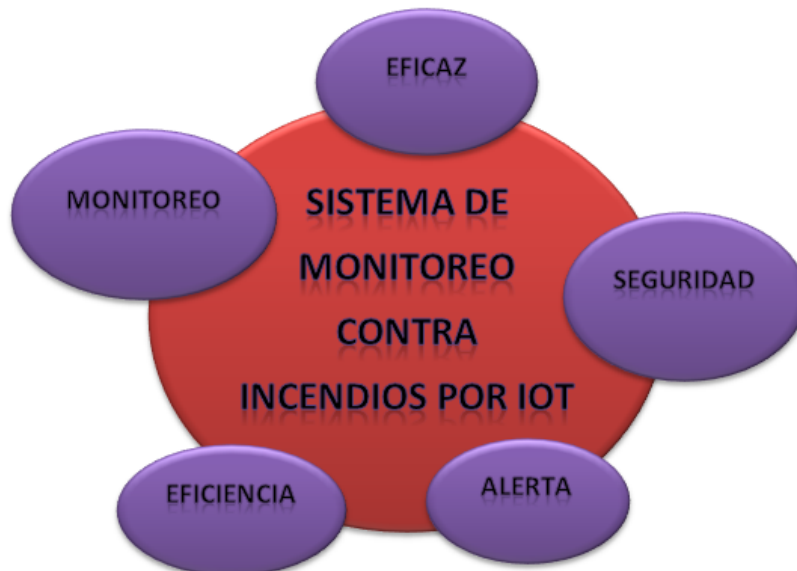 EFICAZ
MONITOREO
SISTEMA DE
MONITOREO
CONTRA
INCENDIOS POR IOT
SEGURIDAD
EFICIENCIA
ALERTA